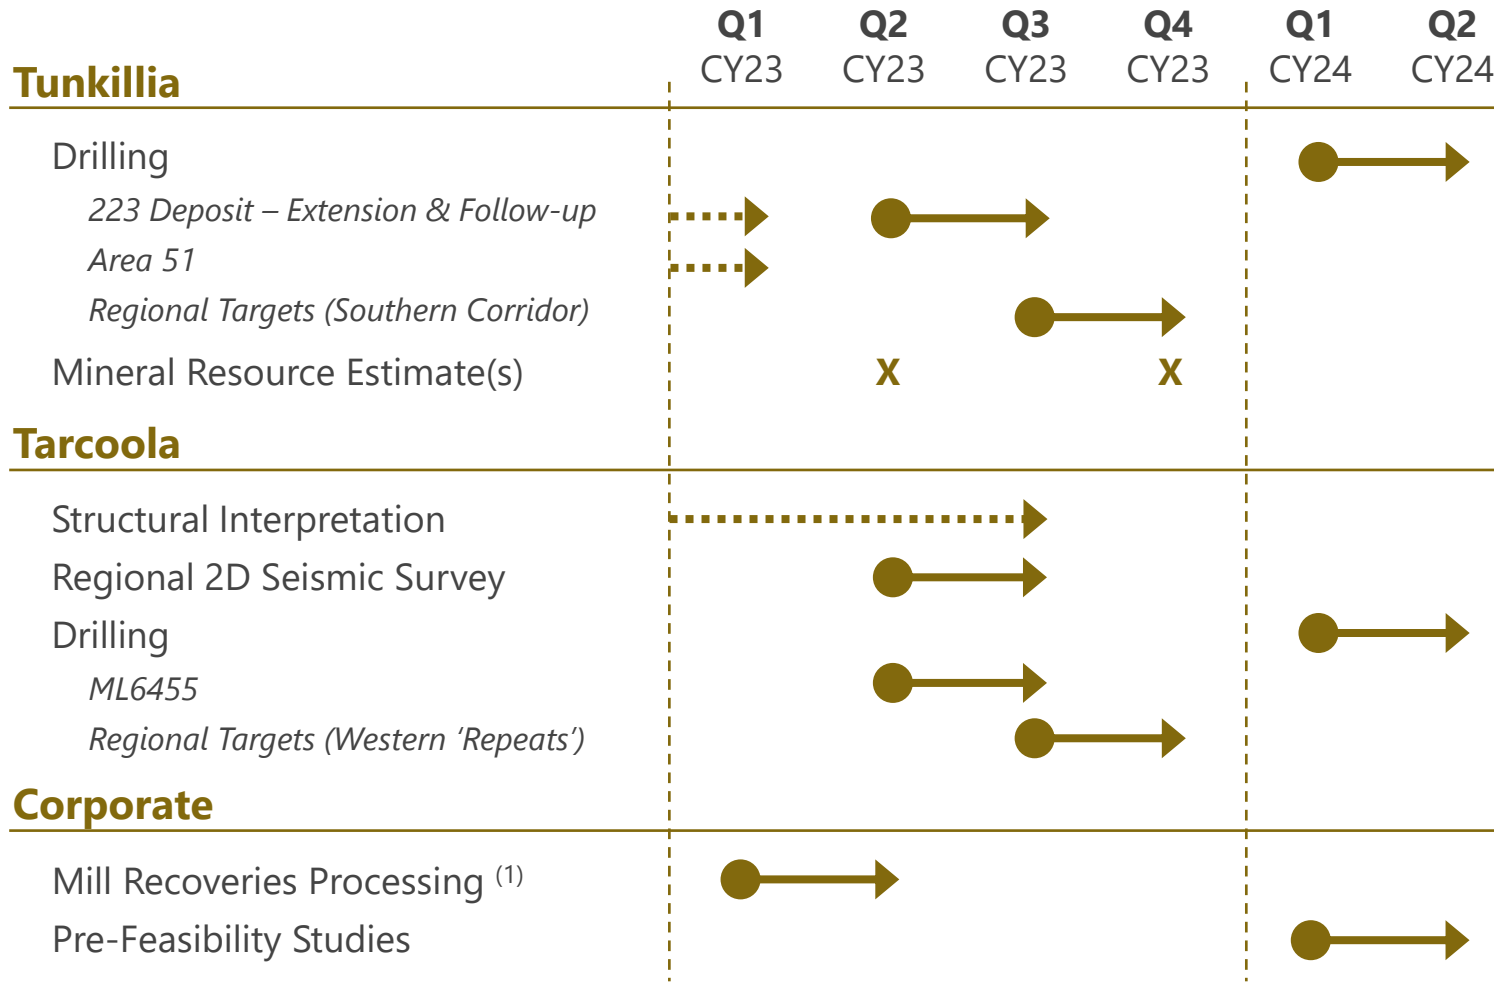 Q1 Q2 Q3 Q4 Q1 Q2
CY23 CY23 CY23 CY23 CY24 CY24
Tunkillia
Drilling
223 Deposit – Extension & Follow-up
Area 51
Regional Targets (Southern Corridor)
Mineral Resource Estimate(s) X X
Tarcoola
Structural Interpretation
Regional 2D Seismic Survey
Drilling
ML6455
Regional Targets (Western ‘Repeats’)
Corporate
Mill Recoveries Processing (1)
Pre-Feasibility Studies